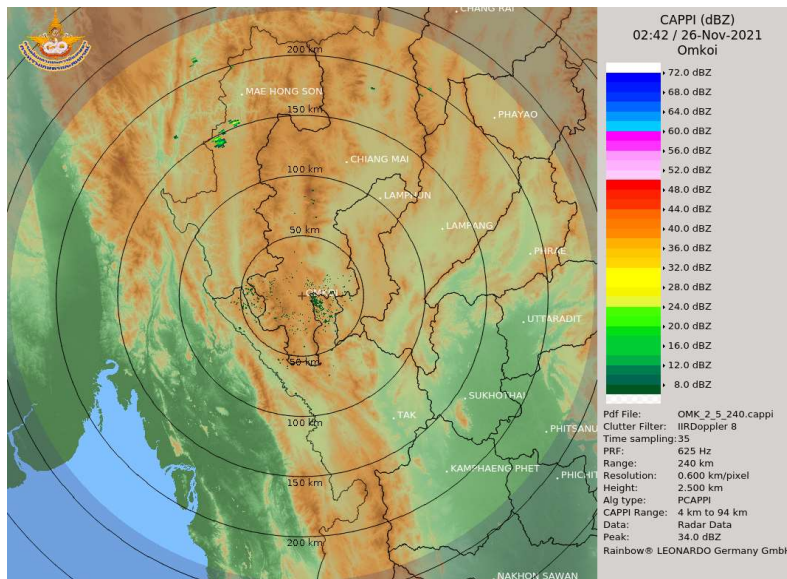 CHANG RAI
200 km
MAE HONG SON
150 km
PHAYAO
CHIANG MAI
100 km
LAMPHUN
50 km
LAMPANG
PHRAE
OMKOI
UTTARADIT
50 km
SUKHOTHAI
TAK
100 km
PHITSANU
KAMPHAENG PHET
PHICHIT
150 km
200 km
NAKHON SAWAN
CAPPI (dBZ)
02:42 / 26-Nov-2021
Omkoi
72.0 dBZ
68.0 dBZ
64.0 dBZ
60.0 dBZ
56.0 dBZ
52.0 dBZ
48.0 dBZ
44.0 dBZ
40.0 dBZ
36.0 dBZ
32.0 dBZ
28.0 dBZ
24.0 dBZ
20.0 dBZ
16.0 dBZ
12.0 dBZ
8.0 dBZ
Pdf File: OMK_2_5_240.cappi
Clutter Filter: IIRDoppler 8
Time sampling:35
PRF: 625 Hz
Range: 240 km
Resolution: 0.600 km/pixel
Height: 2.500 km
Alg type: PCAPPI
CAPPI Range: 4 km to 94 km
Data: Radar Data
Peak: 34.0 dBZ
Rainbow® LEONARDO Germany GmbH